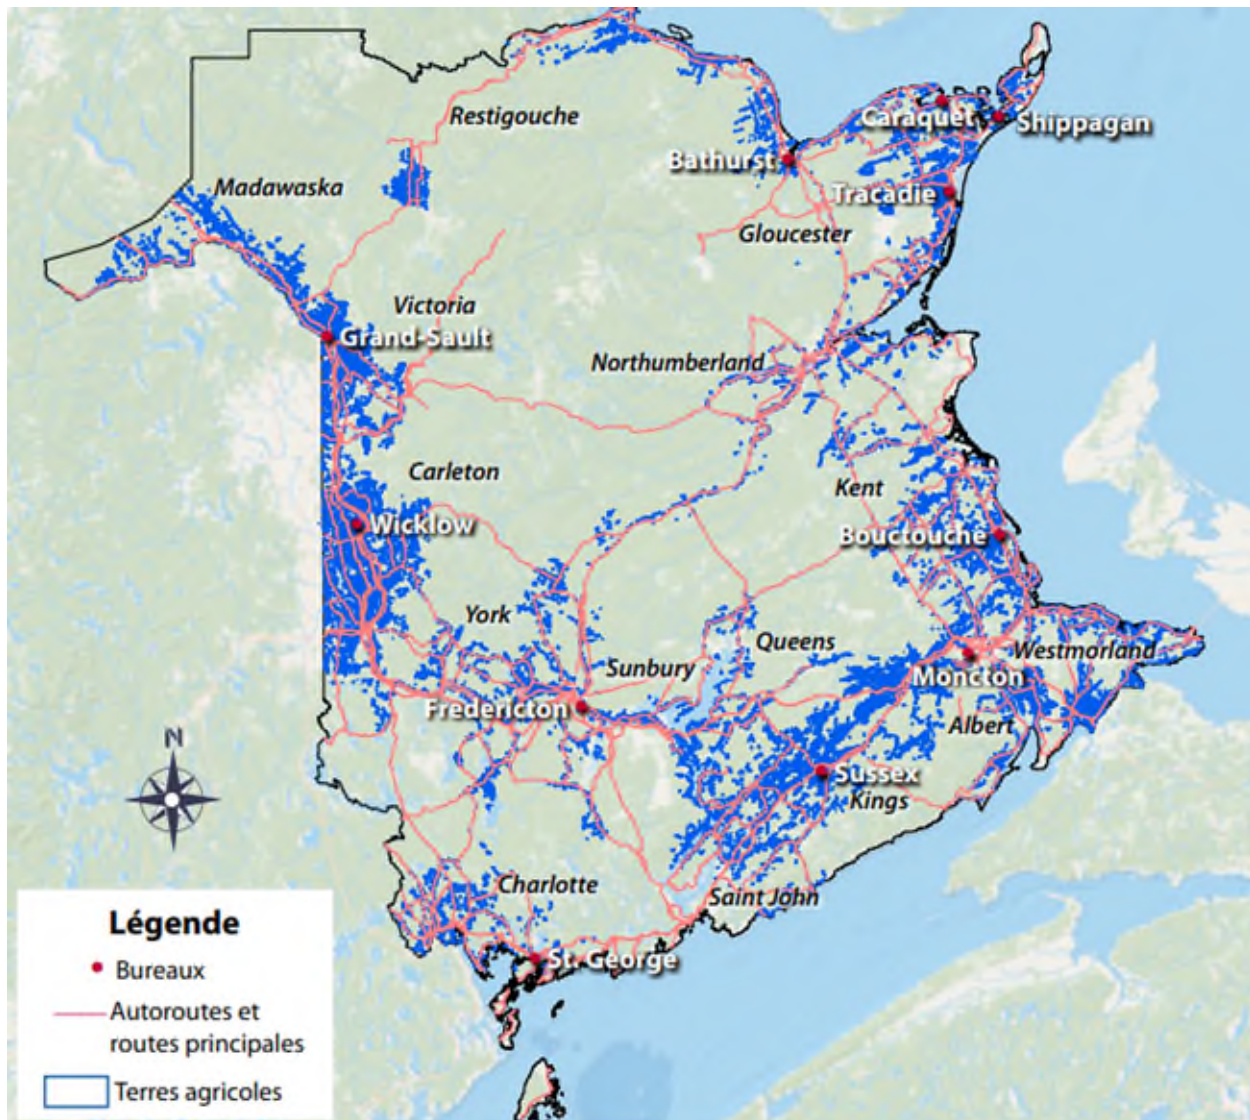 Restigouche
Caraquet
Shippagan
Bathurst
Madawaska
Tracadie
Gloucester
Victoria
Grand-Sault
Northumberland
Carleton
Kent
Wicklow
Bouctouche
York
Queens
Westmorland
Sunbury
Moncton
Fredericton
Albert
N
Sussex
Kings
Charlotte
Saint John
St. George
Légende
Bureaux
Autoroutes et
routes principales
Terres agricoles